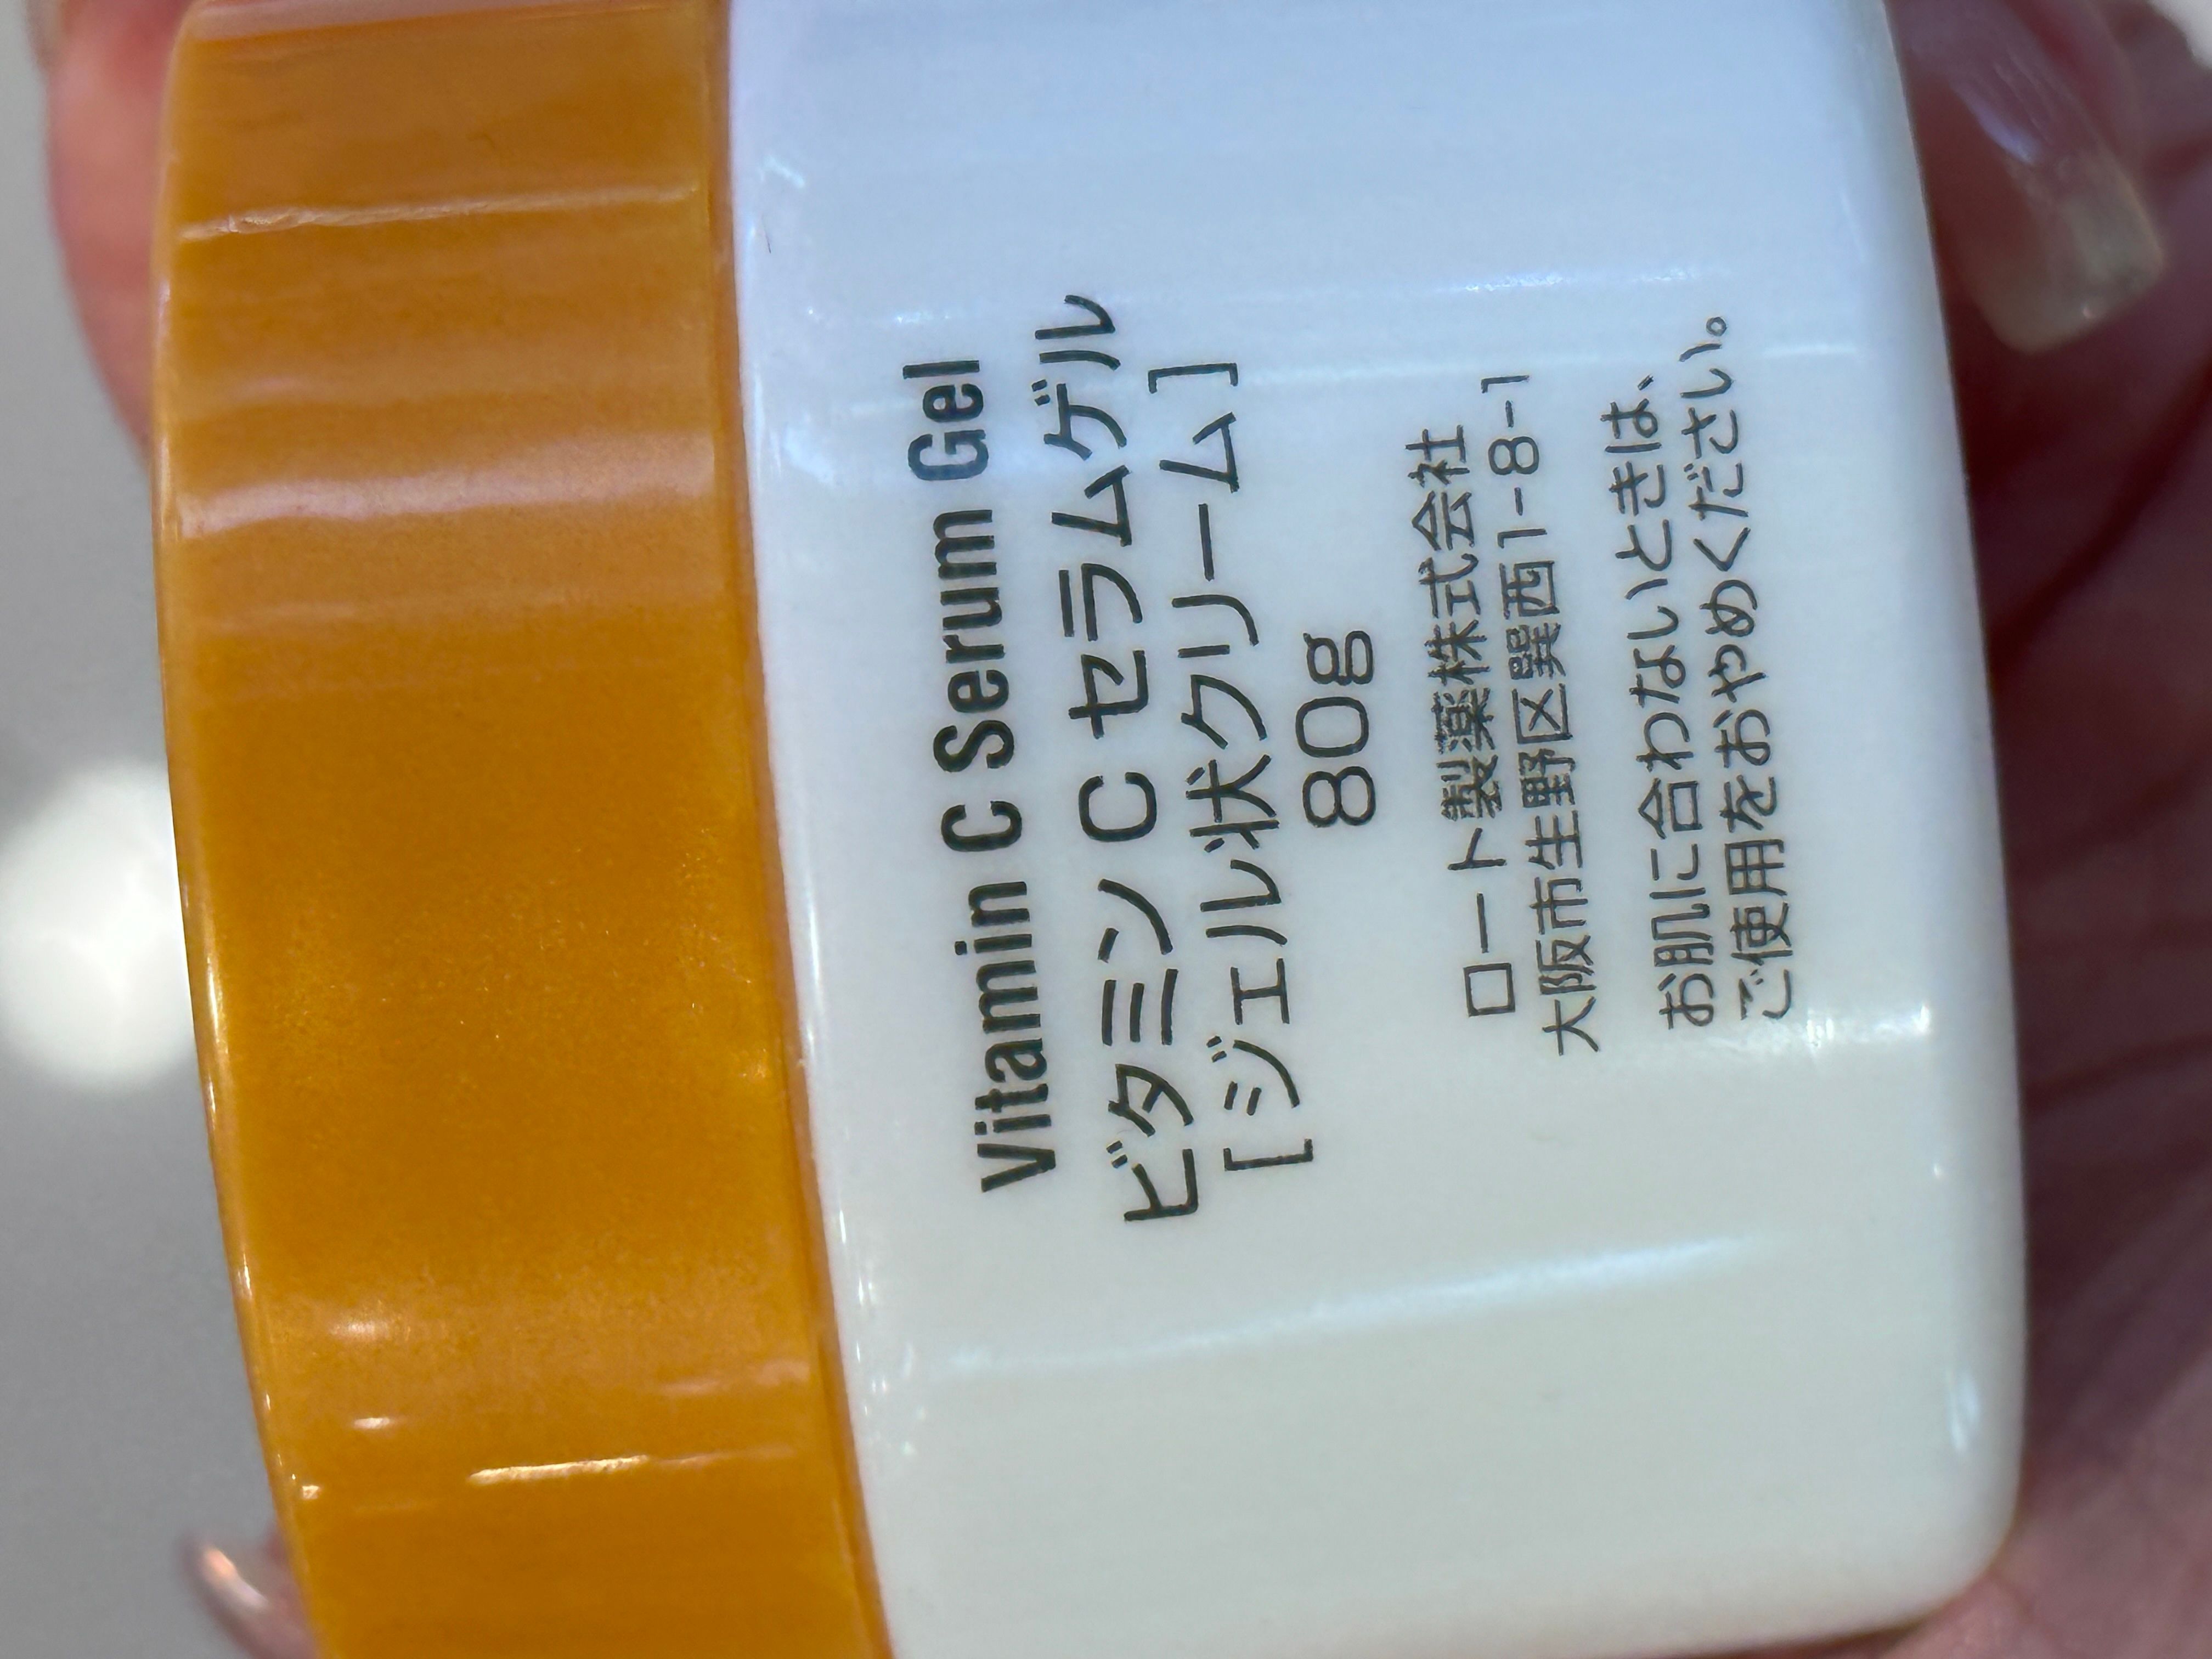 Vitamin C Serum Gel
ビタミン C セラムゲル
[ジェル状クリーム]
80g
ロート製薬株式会社
大阪市生野区巽西1-8-1
お肌に合わないときは、
ご使用をおやめください。